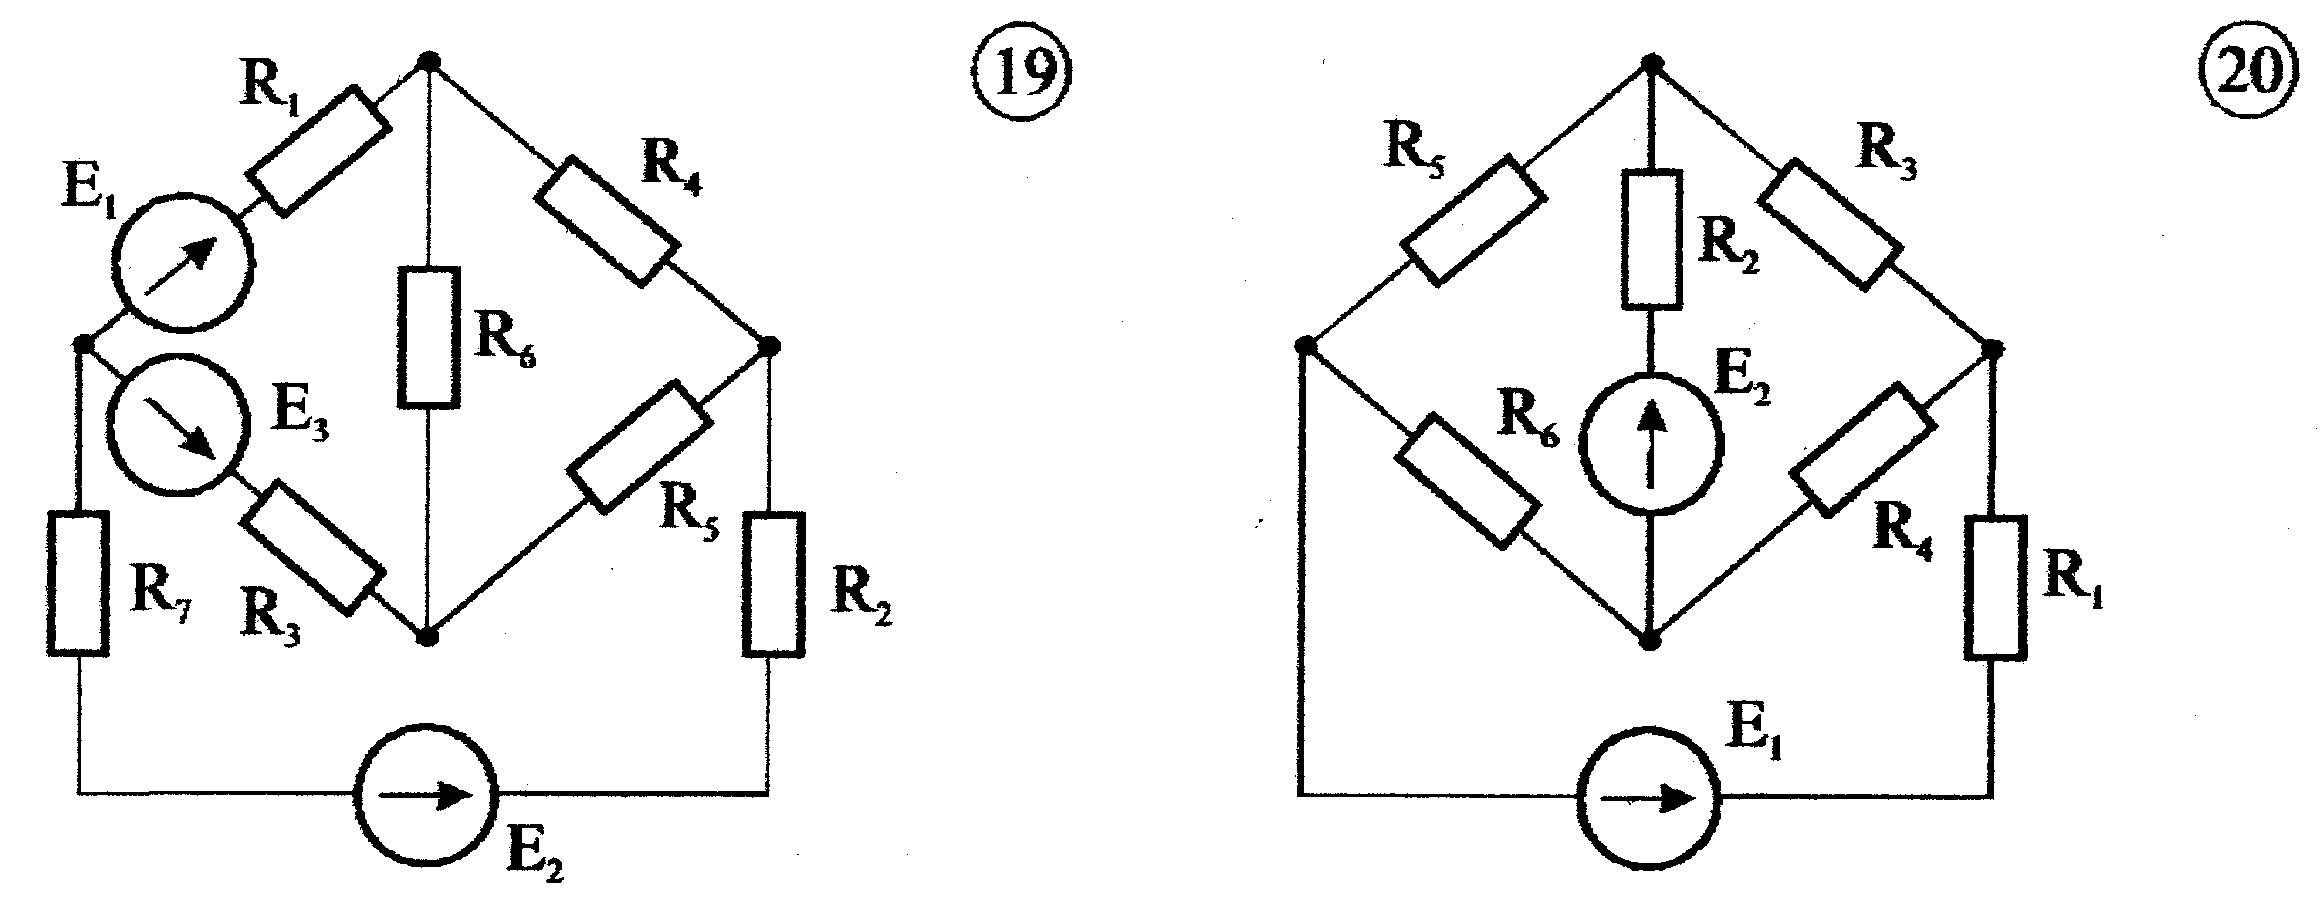 R₁
19
E₁
R₄
R₆
E₃
R₅
R₇
R₃
R₂
E₂
20
R₅
R₃
R₂
E₂
R₆
R₄
R₁
E₁